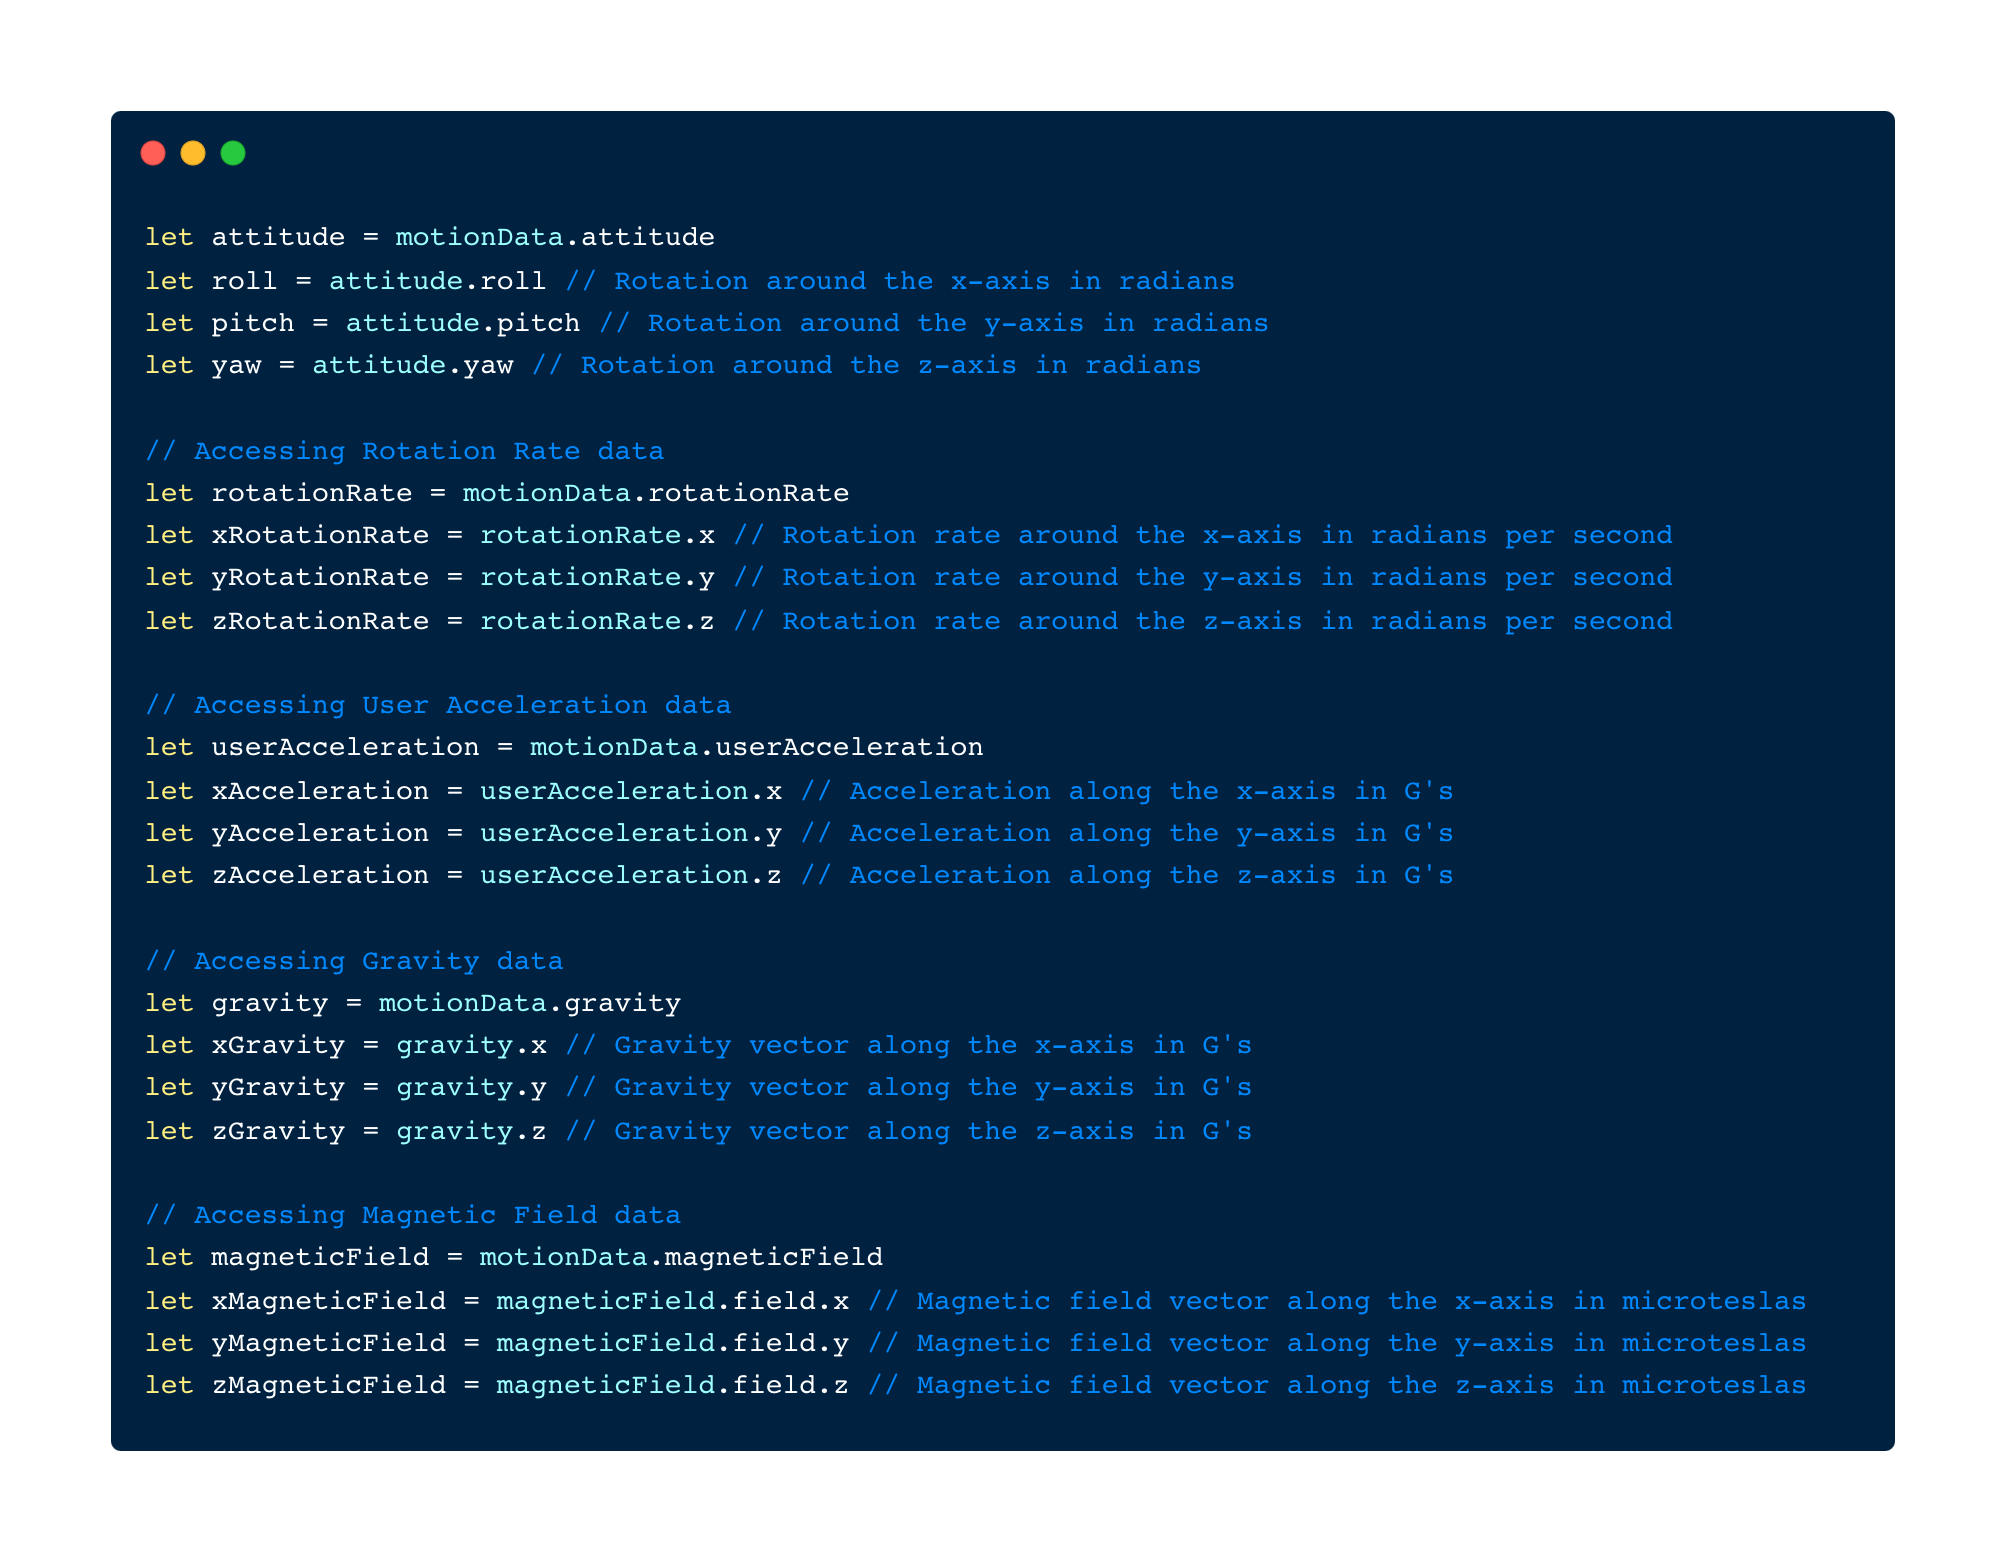 let attitude = motionData.attitude
let roll = attitude.roll // Rotation around the x-axis in radians
let pitch = attitude.pitch // Rotation around the y-axis in radians
let yaw = attitude.yaw // Rotation around the z-axis in radians

// Accessing Rotation Rate data
let rotationRate = motionData.rotationRate
let xRotationRate = rotationRate.x // Rotation rate around the x-axis in radians per second
let yRotationRate = rotationRate.y // Rotation rate around the y-axis in radians per second
let zRotationRate = rotationRate.z // Rotation rate around the z-axis in radians per second

// Accessing User Acceleration data
let userAcceleration = motionData.userAcceleration
let xAcceleration = userAcceleration.x // Acceleration along the x-axis in G's
let yAcceleration = userAcceleration.y // Acceleration along the y-axis in G's
let zAcceleration = userAcceleration.z // Acceleration along the z-axis in G's

// Accessing Gravity data
let gravity = motionData.gravity
let xGravity = gravity.x // Gravity vector along the x-axis in G's
let yGravity = gravity.y // Gravity vector along the y-axis in G's
let zGravity = gravity.z // Gravity vector along the z-axis in G's

// Accessing Magnetic Field data
let magneticField = motionData.magneticField
let xMagneticField = magneticField.field.x // Magnetic field vector along the x-axis in microteslas
let yMagneticField = magneticField.field.y // Magnetic field vector along the y-axis in microteslas
let zMagneticField = magneticField.field.z // Magnetic field vector along the z-axis in microteslas